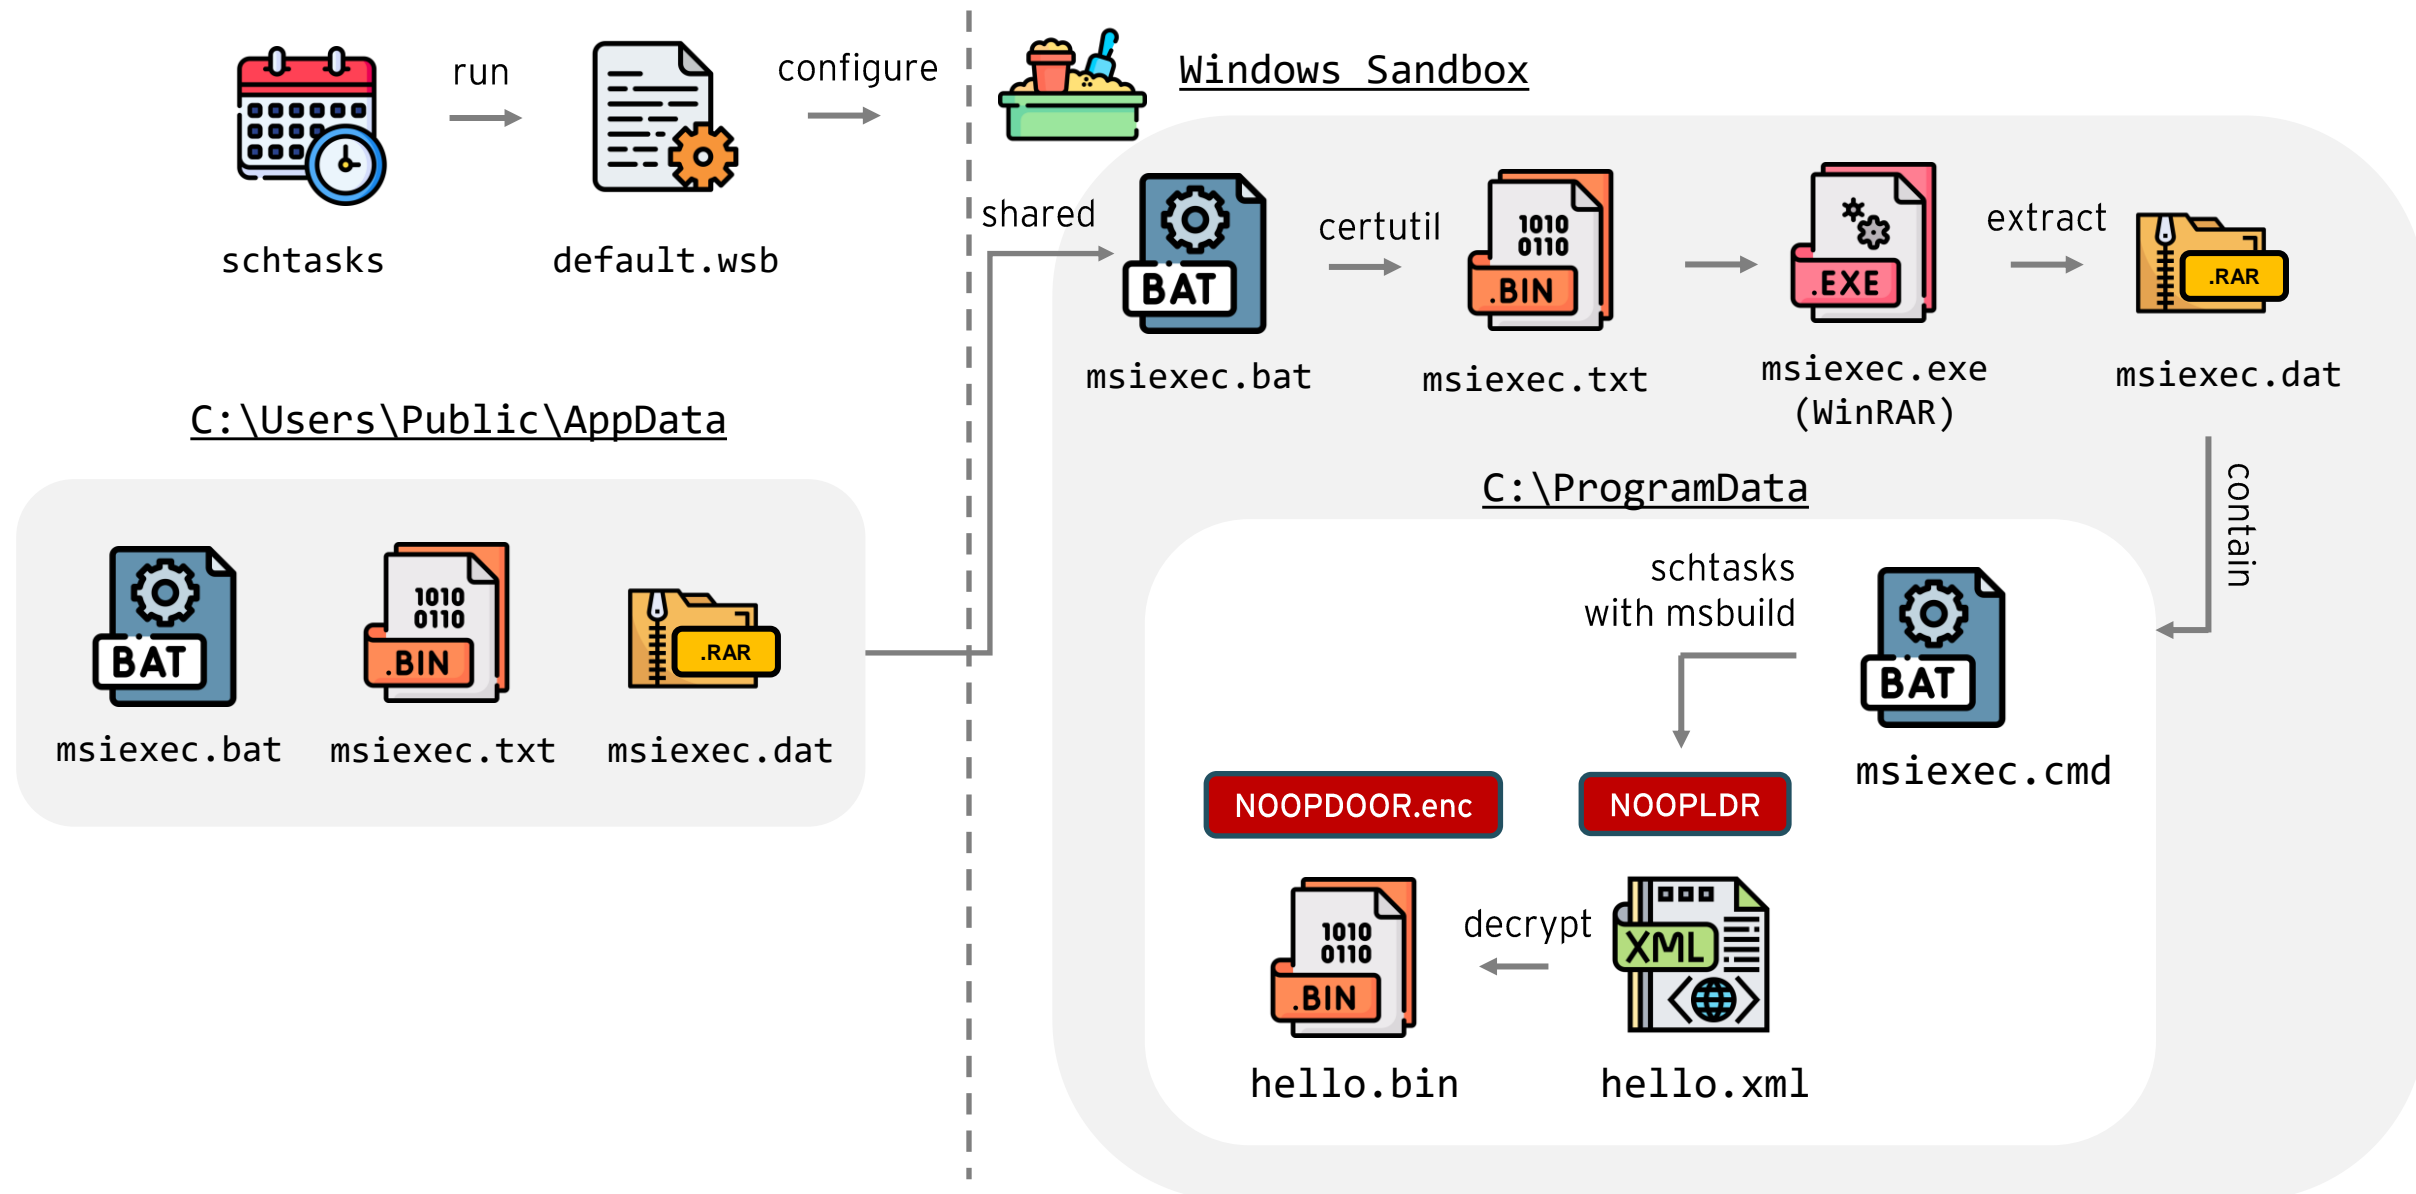 run
configure
schtasks
default.wsb
C:\Users\Public\AppData
BAT
1010
0110
.BIN
.RAR
msiexec.bat
msiexec.txt
msiexec.dat
Windows Sandbox
shared
BAT
certutil
1010
0110
.BIN
.EXE
extract
.RAR
msiexec.bat
msiexec.txt
msiexec.exe
(WinRAR)
msiexec.dat
contain
C:\ProgramData
schtasks
with msbuild
BAT
msiexec.cmd
NOOPDOOR.enc
NOOPLDR
1010
0110
.BIN
decrypt
XML
hello.bin
hello.xml